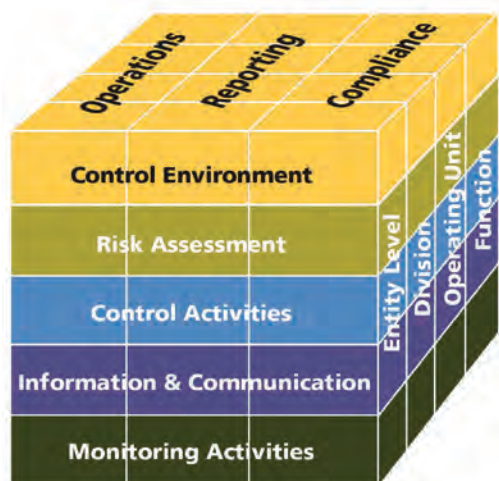 Operations
Reporting
Compliance
Control Environment
Risk Assessment
Control Activities
Information & Communication
Monitoring Activities
Entity Level
Division
Operating Unit
Function